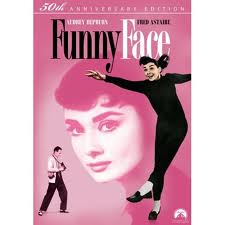 50th ANNIVERSARY EDITION
AUDREY HEPBURN FRED ASTAIRE
Funny Face